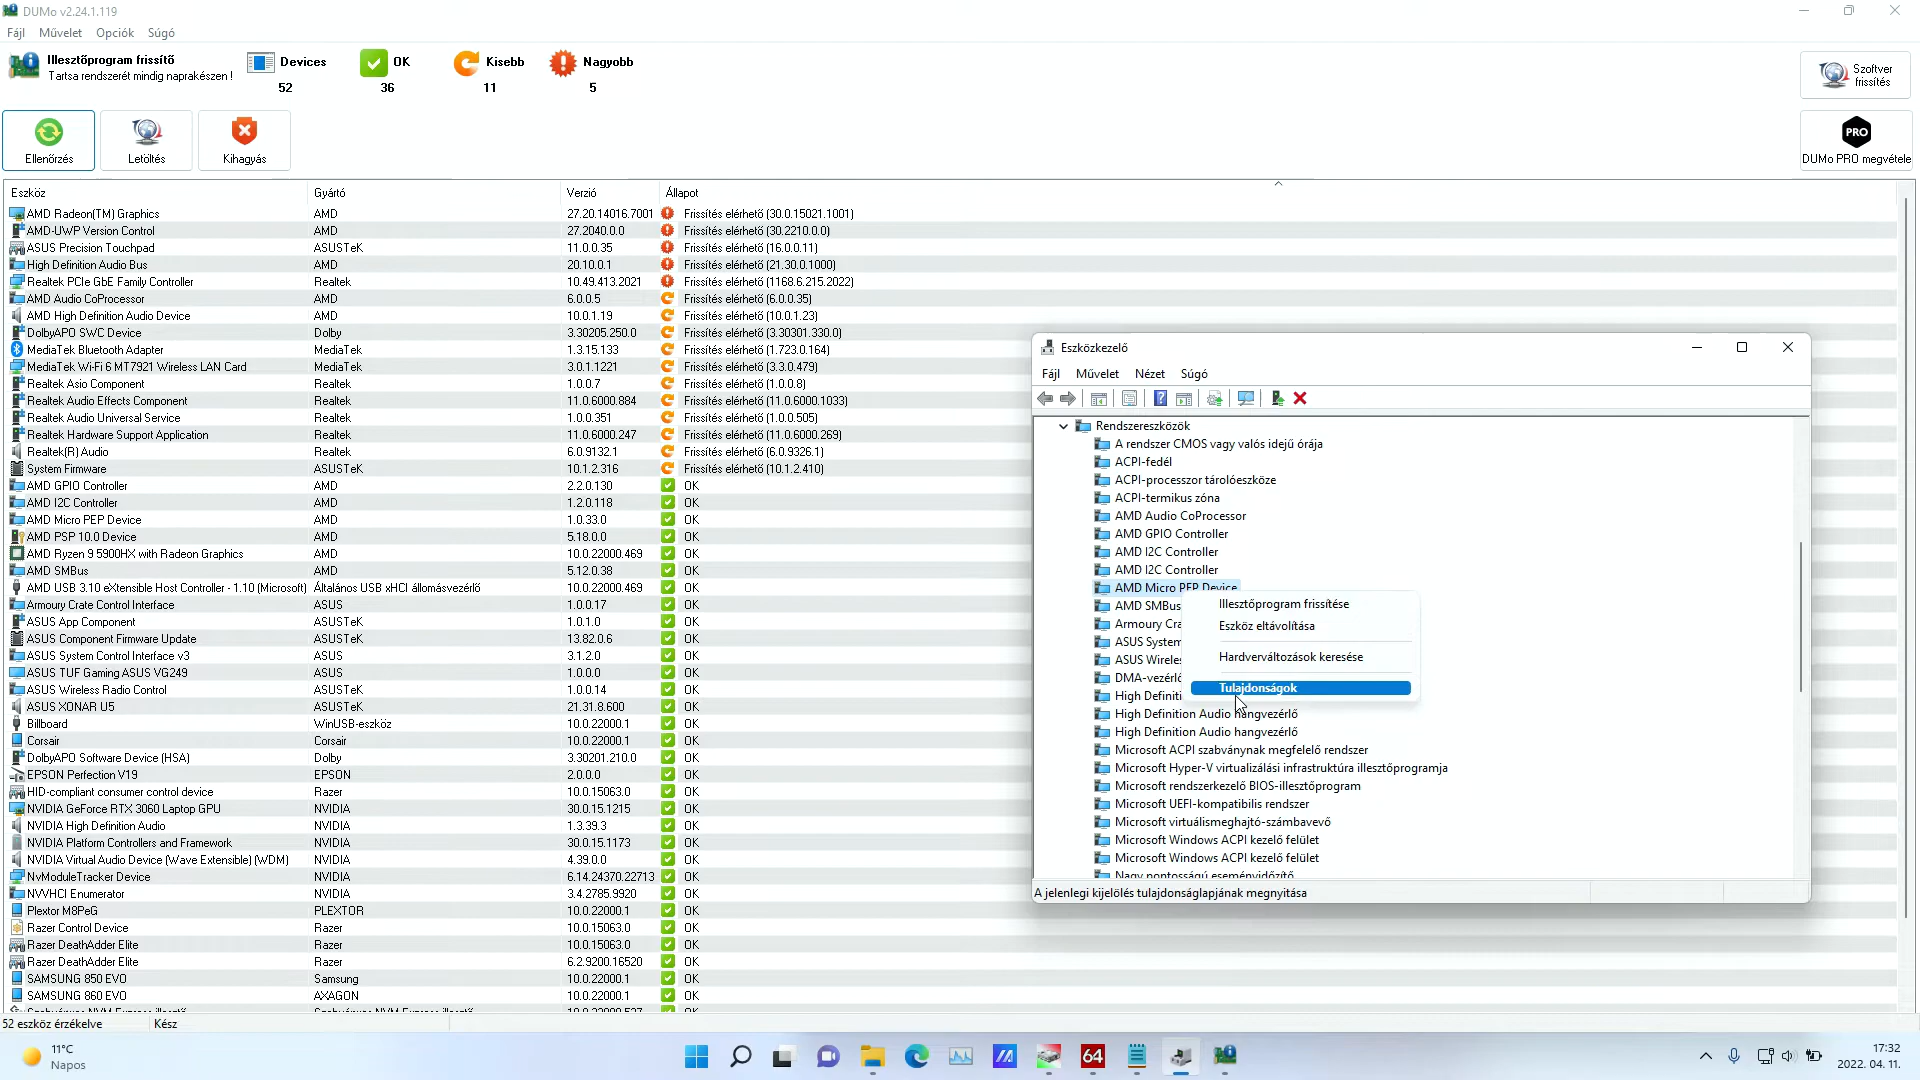 DUMo v2.24.1.119
Fájl Művelet Opciók Súgó
Illesztőprogram frissítő
Tartsa rendszerét mindig naprakészen !
Devices
52
OK
36
Kisebb
11
Nagyobb
5
Szoftver
frissítés
Ellenőrzés
Letöltés
Kihagyás
PRO
DUMo PRO megvétele
Eszköz Gyártó Verzió Állapot
AMD Radeon(TM) Graphics AMD 27.20.14016.7001 Frissítés elérhető (30.0.15021.1001)
AMD-UWP Version Control AMD 27.2040.0.0 Frissítés elérhető (30.2210.0.0)
ASUS Precision Touchpad ASUSTeK 11.0.0.35 Frissítés elérhető (16.0.0.11)
High Definition Audio Bus AMD 20.10.0.1 Frissítés elérhető (21.30.0.1000)
Realtek PCIe GbE Family Controller Realtek 10.49.413.2021 Frissítés elérhető (1168.6.215.2022)
AMD Audio CoProcessor AMD 6.0.0.5 Frissítés elérhető (6.0.0.35)
AMD High Definition Audio Device AMD 10.0.1.19 Frissítés elérhető (10.0.1.23)
DolbyAPO SWC Device Dolby 3.30205.250.0 Frissítés elérhető (3.30301.330.0)
MediaTek Bluetooth Adapter MediaTek 1.3.15.133 Frissítés elérhető (1.723.0.164)
MediaTek Wi-Fi 6 MT7921 Wireless LAN Card MediaTek 3.0.1.1221 Frissítés elérhető (3.3.0.479)
Realtek Asio Component Realtek 1.0.0.7 Frissítés elérhető (1.0.0.8)
Realtek Audio Effects Component Realtek 11.0.6000.884 Frissítés elérhető (11.0.6000.1033)
Realtek Audio Universal Service Realtek 1.0.0.351 Frissítés elérhető (1.0.0.505)
Realtek Hardware Support Application Realtek 11.0.6000.247 Frissítés elérhető (11.0.6000.269)
Realtek(R) Audio Realtek 6.0.9132.1 Frissítés elérhető (6.0.9326.1)
System Firmware ASUSTeK 10.1.2.316 Frissítés elérhető (10.1.2.410)
AMD GPIO Controller AMD 2.2.0.130 OK
AMD I2C Controller AMD 1.2.0.118 OK
AMD Micro PEP Device AMD 1.0.33.0 OK
AMD PSP 10.0 Device AMD 5.18.0.0 OK
AMD Ryzen 9 5900HX with Radeon Graphics AMD 10.0.22000.469 OK
AMD SMBus AMD 5.12.0.38 OK
AMD USB 3.10 eXtensible Host Controller - 1.10 (Microsoft) Általános USB xHCI állomásvezérlő 10.0.22000.469 OK
Armoury Crate Control Interface ASUS 1.0.0.17 OK
ASUS App Component ASUSTeK 1.0.1.0 OK
ASUS Component Firmware Update ASUSTeK 13.82.0.6 OK
ASUS System Control Interface v3 ASUS 3.1.2.0 OK
ASUS TUF Gaming ASUS VG249 ASUS 1.0.0.0 OK
ASUS Wireless Radio Control ASUSTeK 1.0.0.14 OK
ASUS XONAR U5 ASUSTeK 21.31.8.600 OK
Billboard WinUSB-eszköz 10.0.22000.1 OK
Corsair Corsair 10.0.22000.1 OK
DolbyAPO Software Device (HSA) Dolby 3.30201.210.0 OK
EPSON Perfection V19 EPSON 2.0.0.0 OK
HID-compliant consumer control device Razer 10.0.15063.0 OK
NVIDIA GeForce RTX 3060 Laptop GPU NVIDIA 30.0.15.1215 OK
NVIDIA High Definition Audio NVIDIA 1.3.39.3 OK
NVIDIA Platform Controllers and Framework NVIDIA 30.0.15.1173 OK
NVIDIA Virtual Audio Device (Wave Extensible) (WDM) NVIDIA 4.39.0.0 OK
NvModuleTracker Device NVIDIA 6.14.24370.22713 OK
NVVHCI Enumerator NVIDIA 3.4.2785.9920 OK
Plextor M8PeG PLEXTOR 10.0.22000.1 OK
Razer Control Device Razer 10.0.15063.0 OK
Razer DeathAdder Elite Razer 10.0.15063.0 OK
Razer DeathAdder Elite Razer 6.2.9200.16520 OK
SAMSUNG 850 EVO Samsung 10.0.22000.1 OK
SAMSUNG 860 EVO AXAGON 10.0.22000.1 OK
52 eszköz érzékelve Kész
Eszközkezelő
Fájl Művelet Nézet Súgó
Rendszereszközök
A rendszer CMOS vagy valós idejű órája
ACPI-fedél
ACPI-processzor tárolóeszköze
ACPI-termikus zóna
AMD Audio CoProcessor
AMD GPIO Controller
AMD I2C Controller
AMD I2C Controller
AMD Micro PEP Device
AMD SMBus
Armoury Cra
ASUS System
ASUS Wireles
DMA-vezérlő
High Definiti
High Definition Audio hangvezérlő
High Definition Audio hangvezérlő
Microsoft ACPI szabványnak megfelelő rendszer
Microsoft Hyper-V virtualizálási infrastruktúra illesztőprogramja
Microsoft rendszerkezelő BIOS-illesztőprogram
Microsoft UEFI-kompatibilis rendszer
Microsoft virtuálismeghajtó-számbavevő
Microsoft Windows ACPI kezelő felület
Microsoft Windows ACPI kezelő felület
Nagy pontosságú eseményidőzítő
Illesztőprogram frissítése
Eszköz eltávolítása
Hardverváltozások keresése
Tulajdonságok
A jelenlegi kijelölés tulajdonságlapjának megnyitása
11°C
Napos
64
17:32
2022. 04. 11.